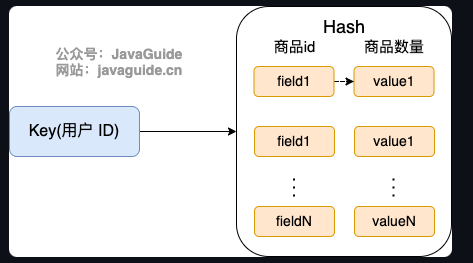 Hash
商品id 商品数量
公众号：JavaGuide
网站：javaguide.cn
field1 value1
Key(用户 ID)
field1 value1
⋮ ⋮
fieldN valueN